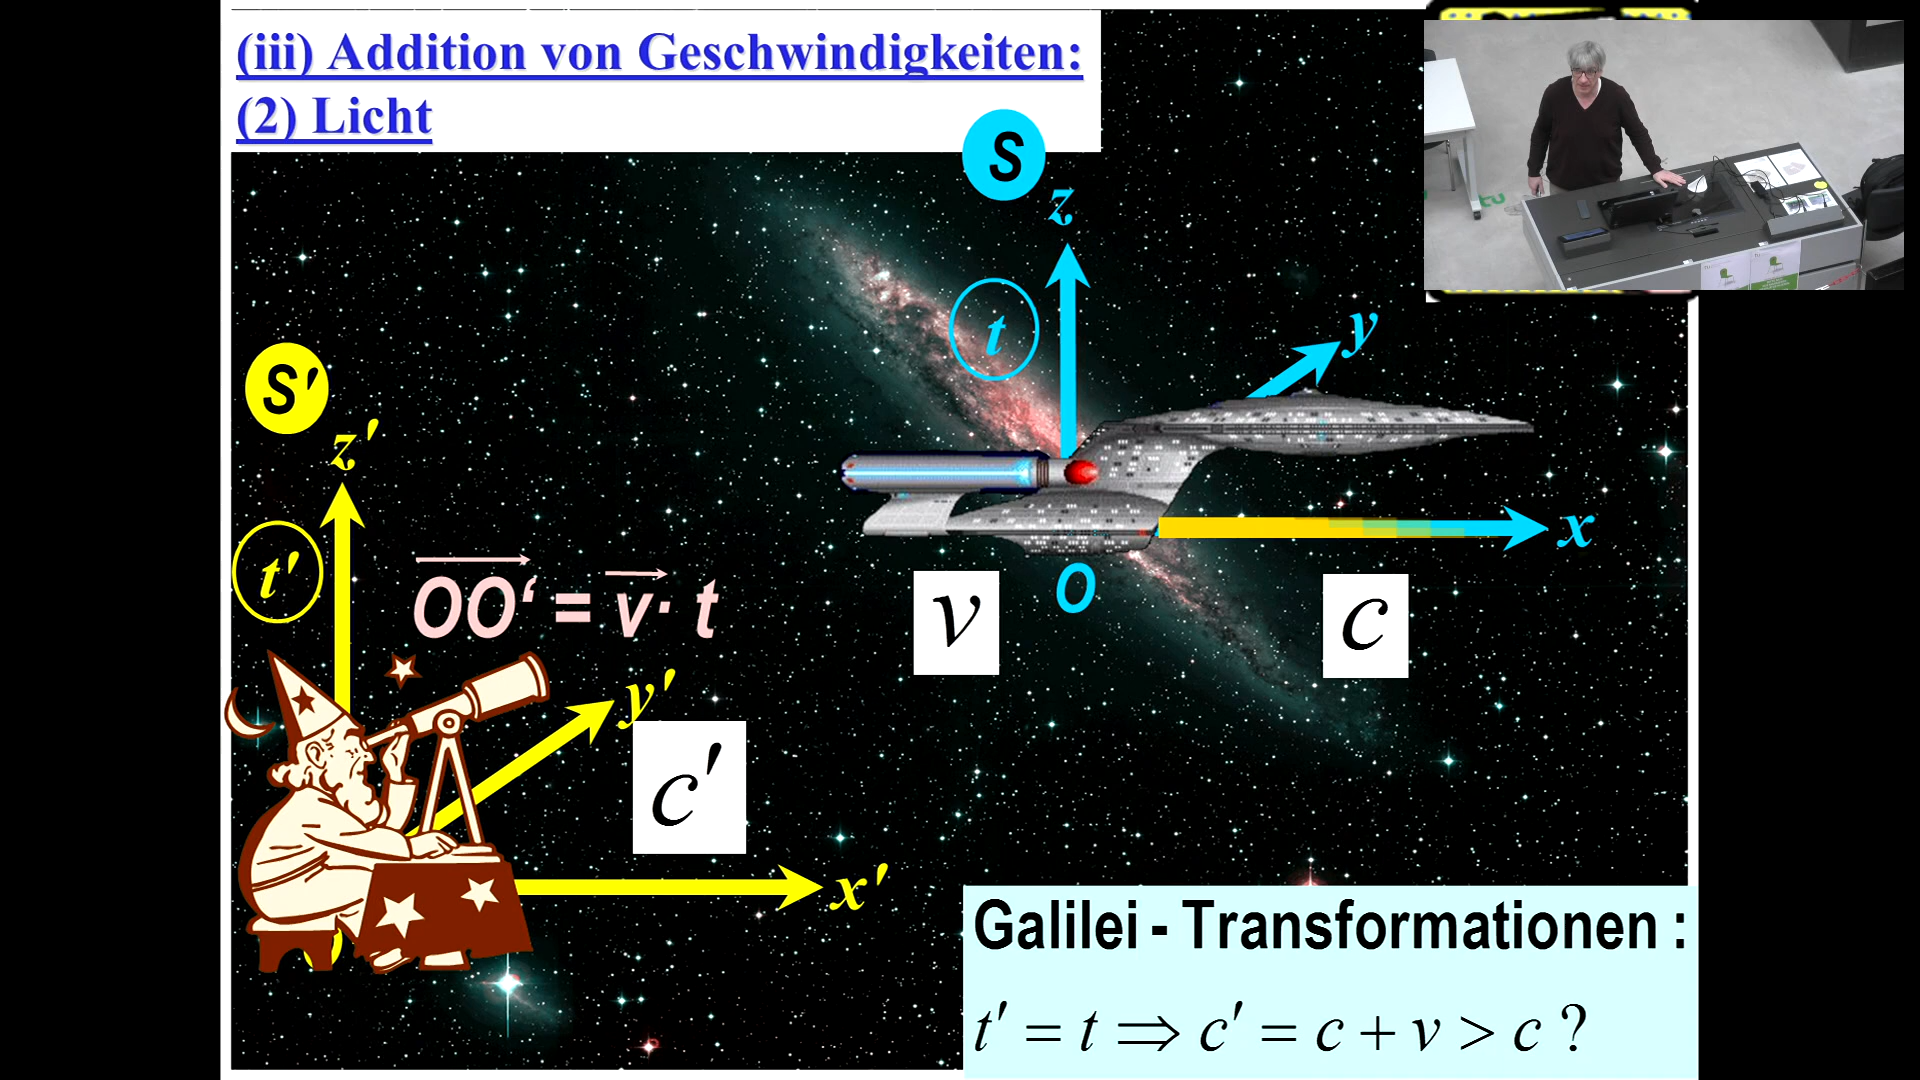 (iii) Addition von Geschwindigkeiten:
(2) Licht
S
z
t
y
S'
z'
t'
OO‘ = v· t
x
O
v
c
y'
c'
x'
Galilei - Transformationen :
t' = t ⇒ c' = c + v > c ?